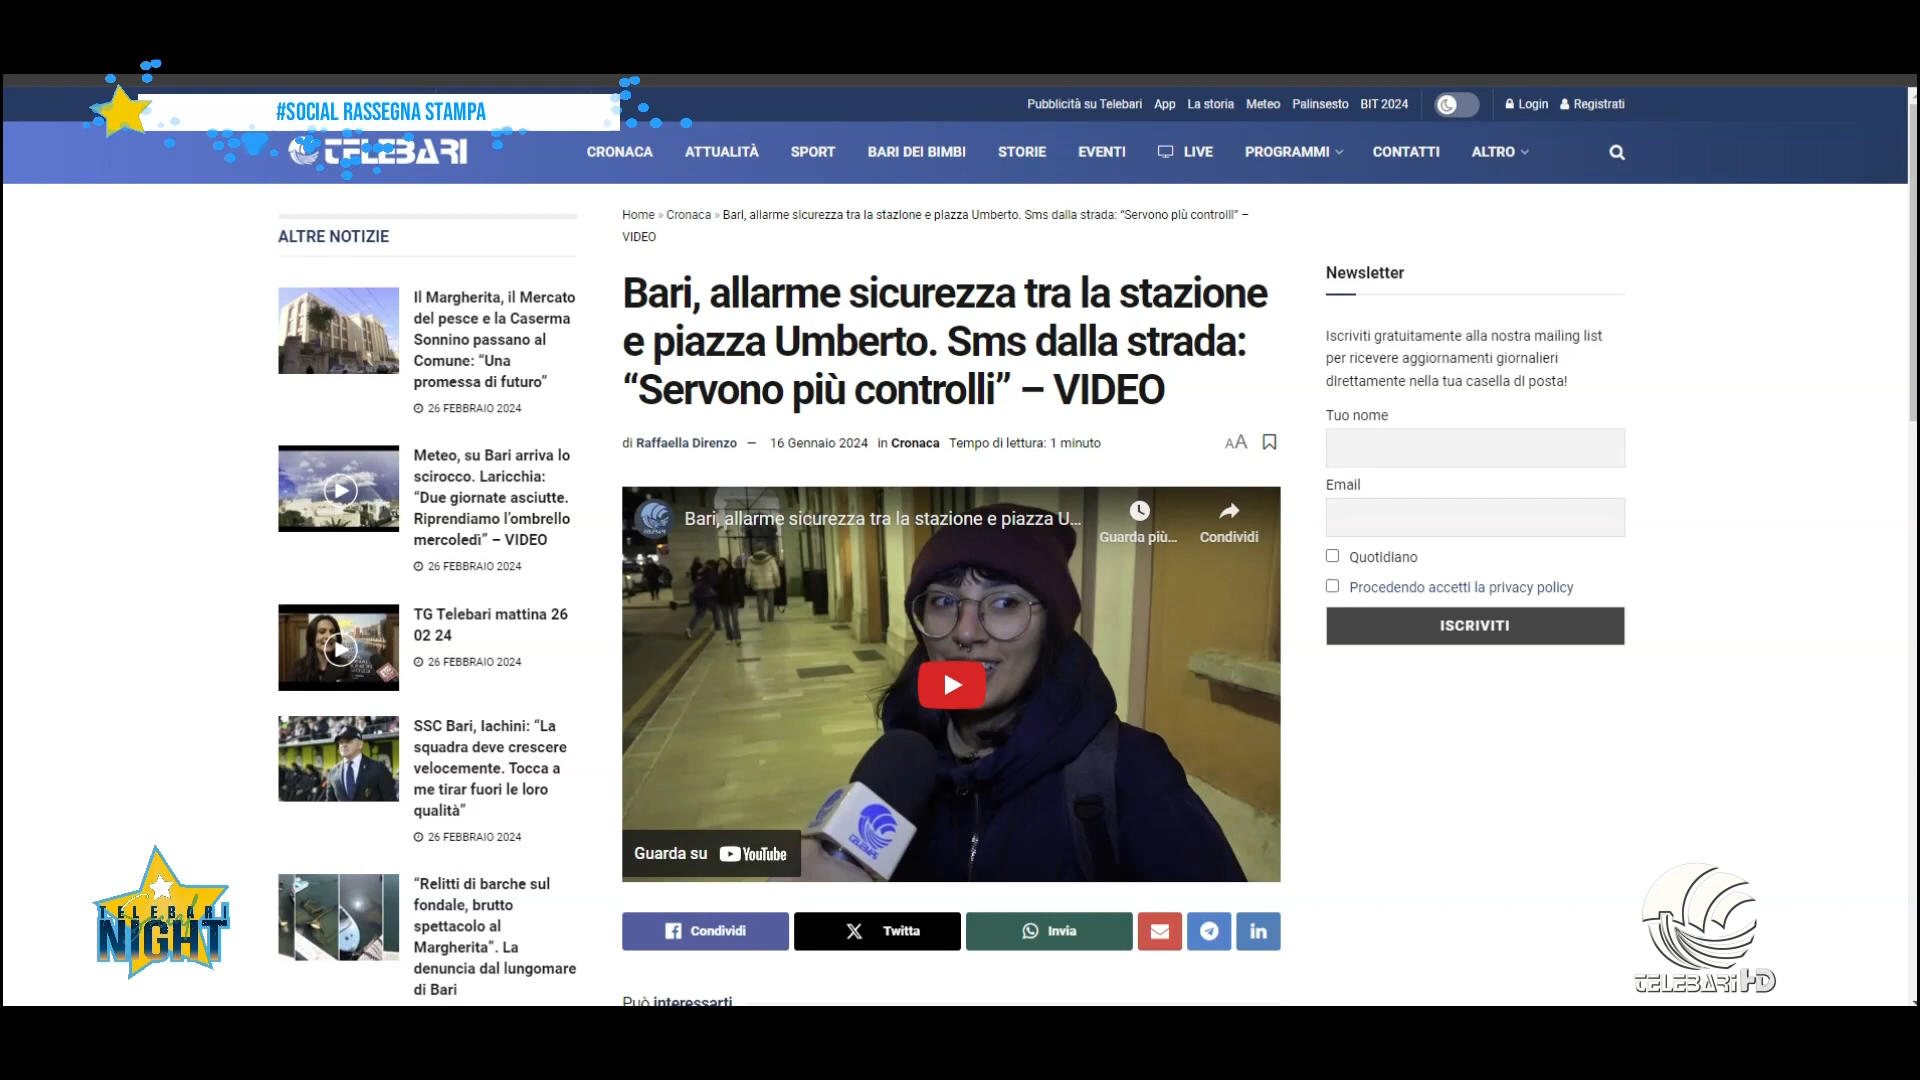 #SOCIAL RASSEGNA STAMPA
Pubblicità su Telebari App La storia Meteo Palinsesto BIT 2024 Login Registrati
TELEBARI
CRONACA ATTUALITÀ SPORT BARI DEI BIMBI STORIE EVENTI LIVE PROGRAMMI CONTATTI ALTRO
ALTRE NOTIZIE
Il Margherita, il Mercato
del pesce e la Caserma
Sonnino passano al
Comune: “Una
promessa di futuro”
26 FEBBRAIO 2024
Meteo, su Bari arriva lo
scirocco. Laricchia:
“Due giornate asciutte.
Riprendiamo l’ombrello
mercoledì” – VIDEO
26 FEBBRAIO 2024
TG Telebari mattina 26
02 24
26 FEBBRAIO 2024
SSC Bari, Iachini: “La
squadra deve crescere
velocemente. Tocca a
me tirar fuori le loro
qualità”
26 FEBBRAIO 2024
“Relitti di barche sul
fondale, brutto
spettacolo al
Margherita”. La
denuncia dal lungomare
di Bari
Home » Cronaca » Bari, allarme sicurezza tra la stazione e piazza Umberto. Sms dalla strada: “Servono più controlli” –
VIDEO
Bari, allarme sicurezza tra la stazione
e piazza Umberto. Sms dalla strada:
“Servono più controlli” – VIDEO
di Raffaella Direnzo — 16 Gennaio 2024 in Cronaca Tempo di lettura: 1 minuto
AA
Bari, allarme sicurezza tra la stazione e piazza U...
Guarda più...
Condividi
TELEBARI
Guarda su YouTube
Condividi
Twitta
Invia
Può interessarti
Newsletter
Iscriviti gratuitamente alla nostra mailing list
per ricevere aggiornamenti giornalieri
direttamente nella tua casella di posta!
Tuo nome
Email
Quotidiano
Procedendo accetti la privacy policy
ISCRIVITI
TELEBARI
NIGHT
TELEBARI HD